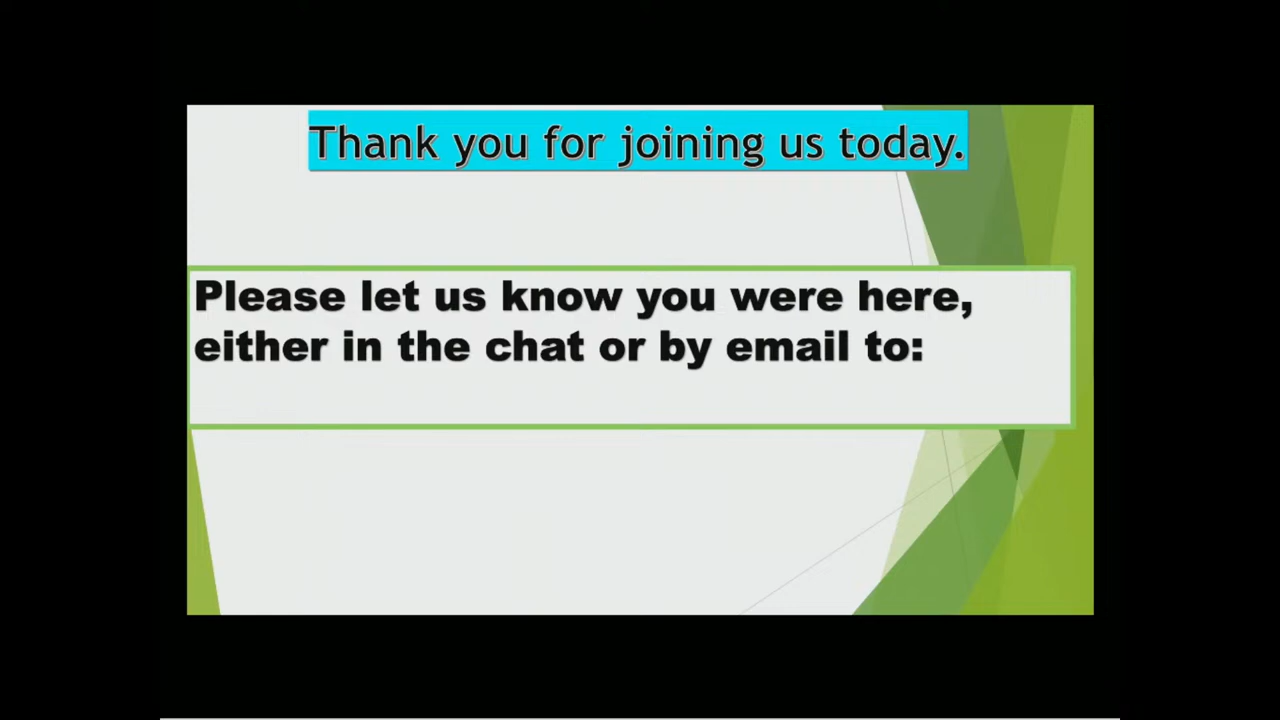 Thank you for joining us today.
Please let us know you were here,
either in the chat or by email to: